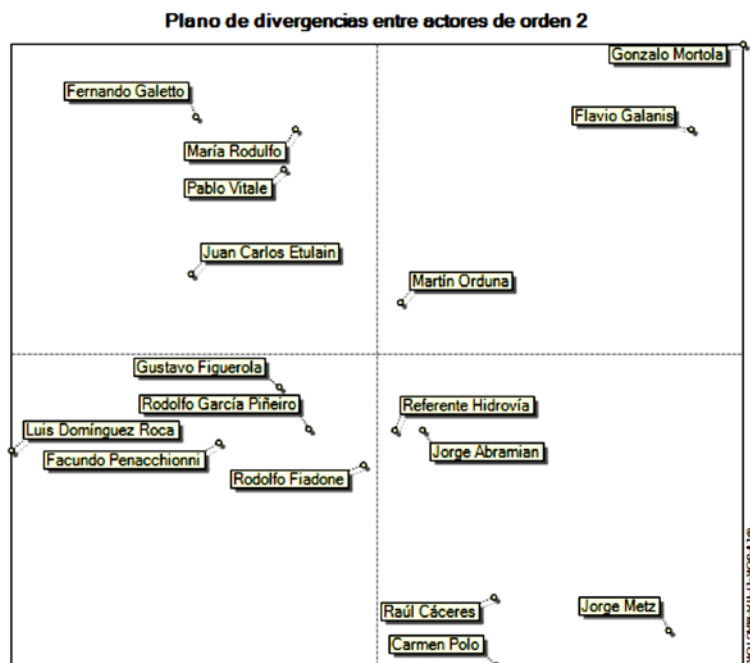 Plano de divergencias entre actores de orden 2
Gonzalo Mortola
Fernando Galetto
Flavio Galanis
María Rodulfo
Pablo Vitale
Juan Carlos Etulain
Martín Orduna
Gustavo Figuerola
Rodolfo García Piñeiro
Referente Hidrovía
Luis Domínguez Roca
Jorge Abramian
Facundo Penacchionni
Rodolfo Fiadone
Raúl Cáceres
Jorge Metz
Carmen Polo